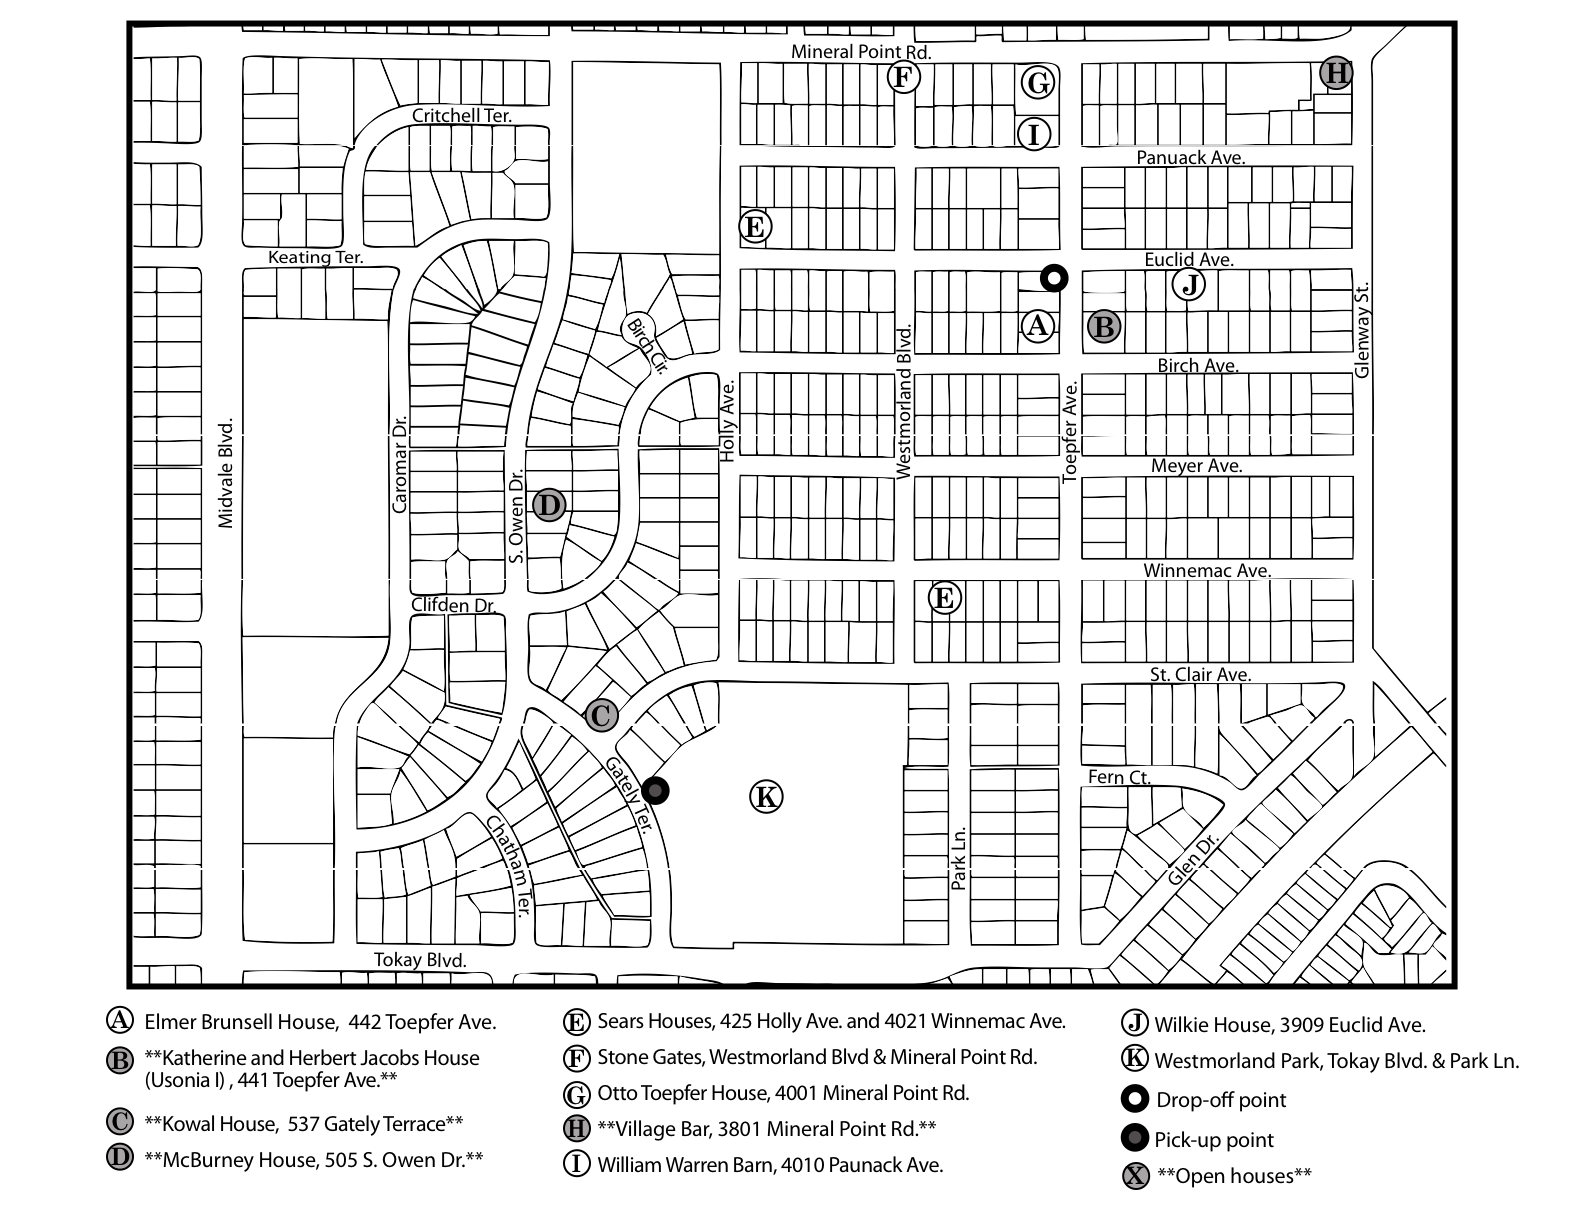 Mineral Point Rd.
F
G
H
Critchell Ter.
I
Panuack Ave.
E
Keating Ter.
Euclid Ave.
J
Birch Cir.
A
B
Glenway St.
Birch Ave.
Midvale Blvd.
Caromar Dr.
S. Owen Dr.
Holly Ave.
Westmorland Blvd.
Toepfer Ave.
Meyer Ave.
D
Winnemac Ave.
Clifden Dr.
E
St. Clair Ave.
C
Gately Ter.
K
Fern Ct.
Chatham Ter.
Park Ln.
Glen Dr.
Tokay Blvd.
A Elmer Brunsell House, 442 Toepfer Ave.
B **Katherine and Herbert Jacobs House
(Usonia I) , 441 Toepfer Ave.**
C **Kowal House, 537 Gately Terrace**
D **McBurney House, 505 S. Owen Dr.**
E Sears Houses, 425 Holly Ave. and 4021 Winnemac Ave.
F Stone Gates, Westmorland Blvd & Mineral Point Rd.
G Otto Toepfer House, 4001 Mineral Point Rd.
H **Village Bar, 3801 Mineral Point Rd.**
I William Warren Barn, 4010 Paunack Ave.
J Wilkie House, 3909 Euclid Ave.
K Westmorland Park, Tokay Blvd. & Park Ln.
Drop-off point
Pick-up point
X **Open houses**